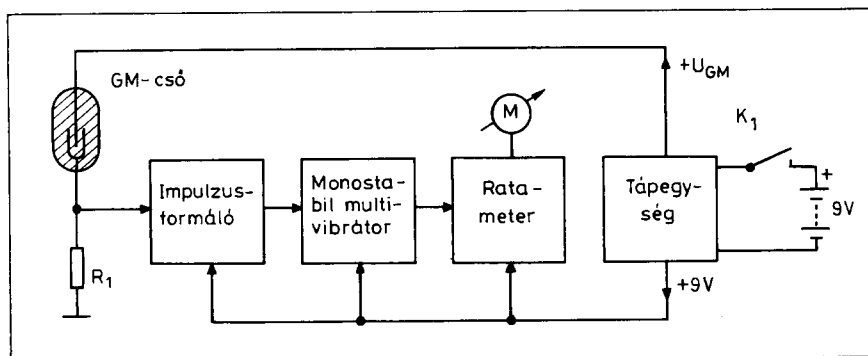 GM-cső
+U_GM
M
K₁
Impulzus-
formáló
Monosta-
bil multi-
vibrátor
Rata-
meter
Tápegy-
ség
+
9V
R₁
+9V